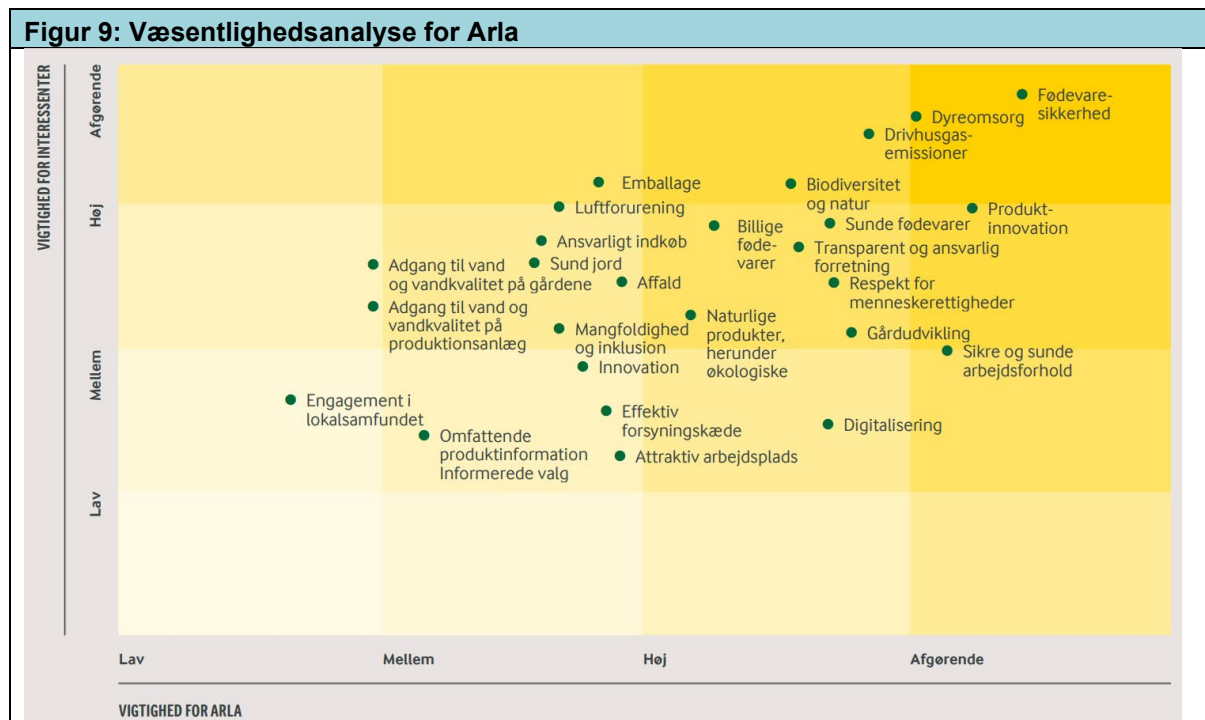 Figur 9: Væsentlighedsanalyse for Arla
VIGTIGHED FOR INTERESSENTER
Afgørende
Høj
Mellem
Lav
Fødevare-
sikkerhed
Dyreomsorg
Drivhusgas-
emissioner
Emballage
Biodiversitet
og natur
Luftforurening
Produkt-
innovation
Billige
føde-
varer
Sunde fødevarer
Ansvarligt indkøb
Transparent og ansvarlig
forretning
Adgang til vand
og vandkvalitet på gårdene
Sund jord
Affald
Respekt for
menneskerettigheder
Adgang til vand og
vandkvalitet på
produktionsanlæg
Mangfoldighed
og inklusion
Naturlige
produkter,
herunder
økologiske
Gårdudvikling
Sikre og sunde
arbejdsforhold
Innovation
Engagement i
lokalsamfundet
Effektiv
forsyningskæde
Digitalisering
Omfattende
produktinformation
Informerede valg
Attraktiv arbejdsplads
Lav
Mellem
Høj
Afgørende
VIGTIGHED FOR ARLA